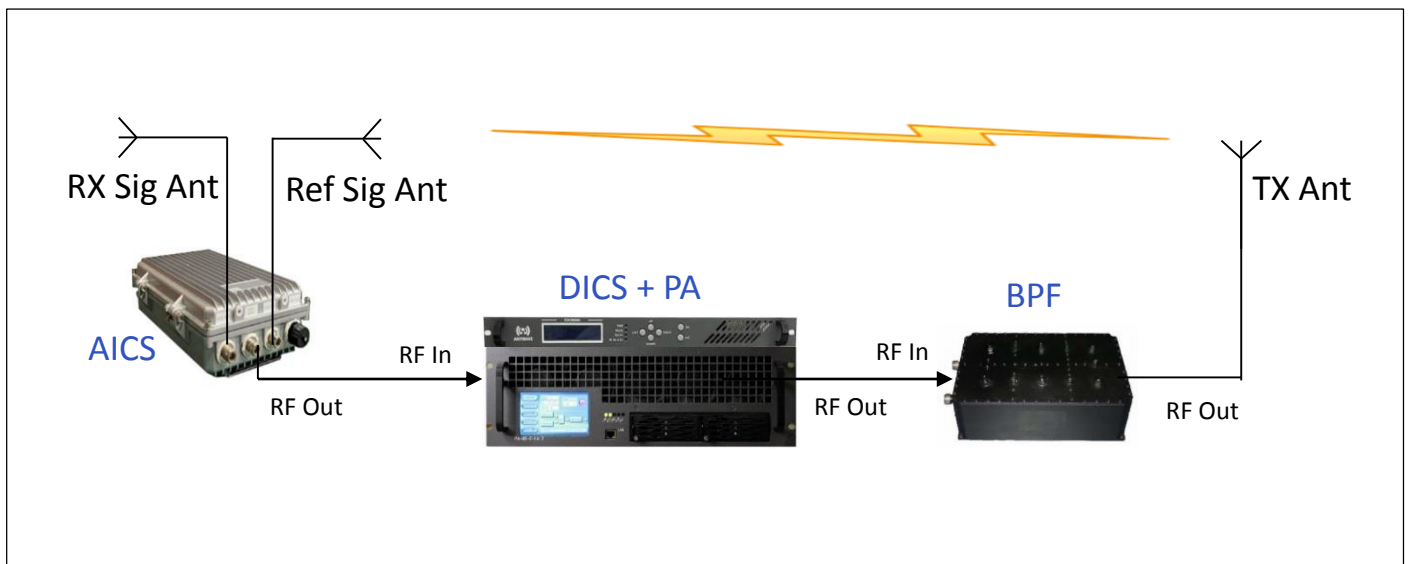 RX Sig Ant
Ref Sig Ant
TX Ant
DICS + PA
BPF
AICS
RF In
RF Out
RF In
RF Out
RF Out